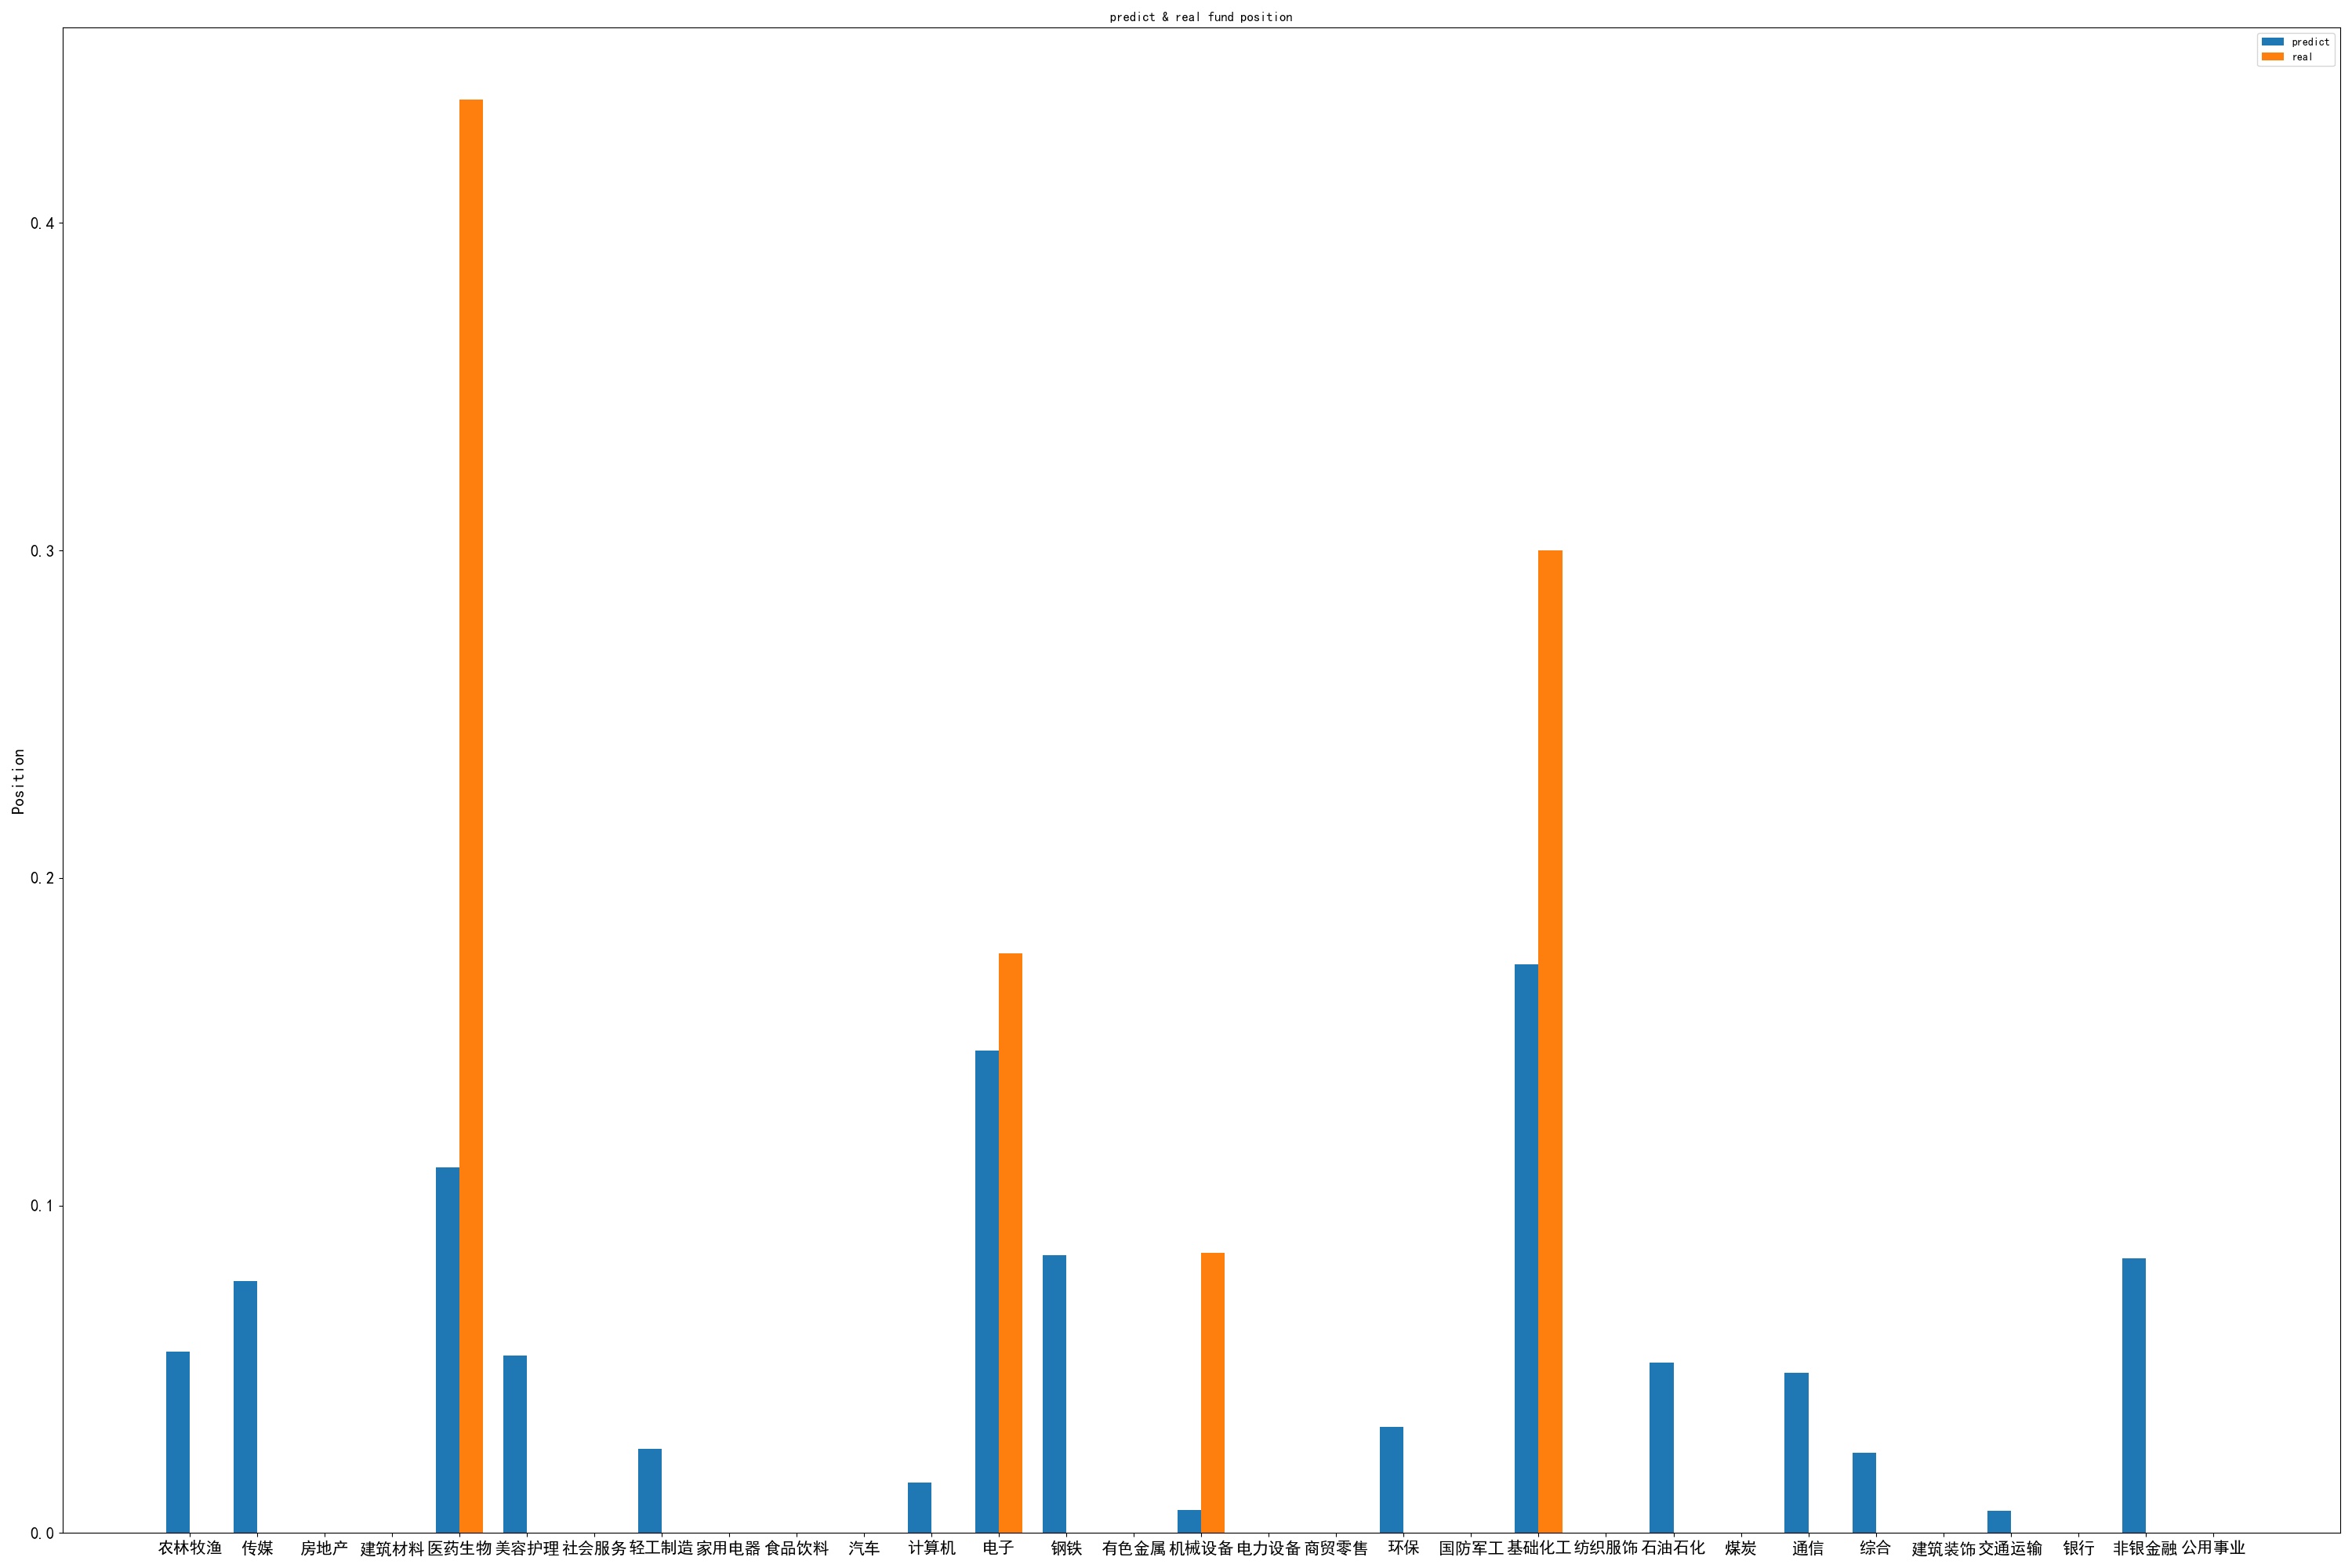 predict & real fund position
predict
real
0.4
0.3
0.2
0.1
0.0
Position
农林牧渔 传媒 房地产 建筑材料 医药生物 美容护理 社会服务 轻工制造 家用电器 食品饮料 汽车 计算机 电子 钢铁 有色金属 机械设备 电力设备 商贸零售 环保 国防军工 基础化工 纺织服饰 石油石化 煤炭 通信 综合 建筑装饰 交通运输 银行 非银金融 公用事业